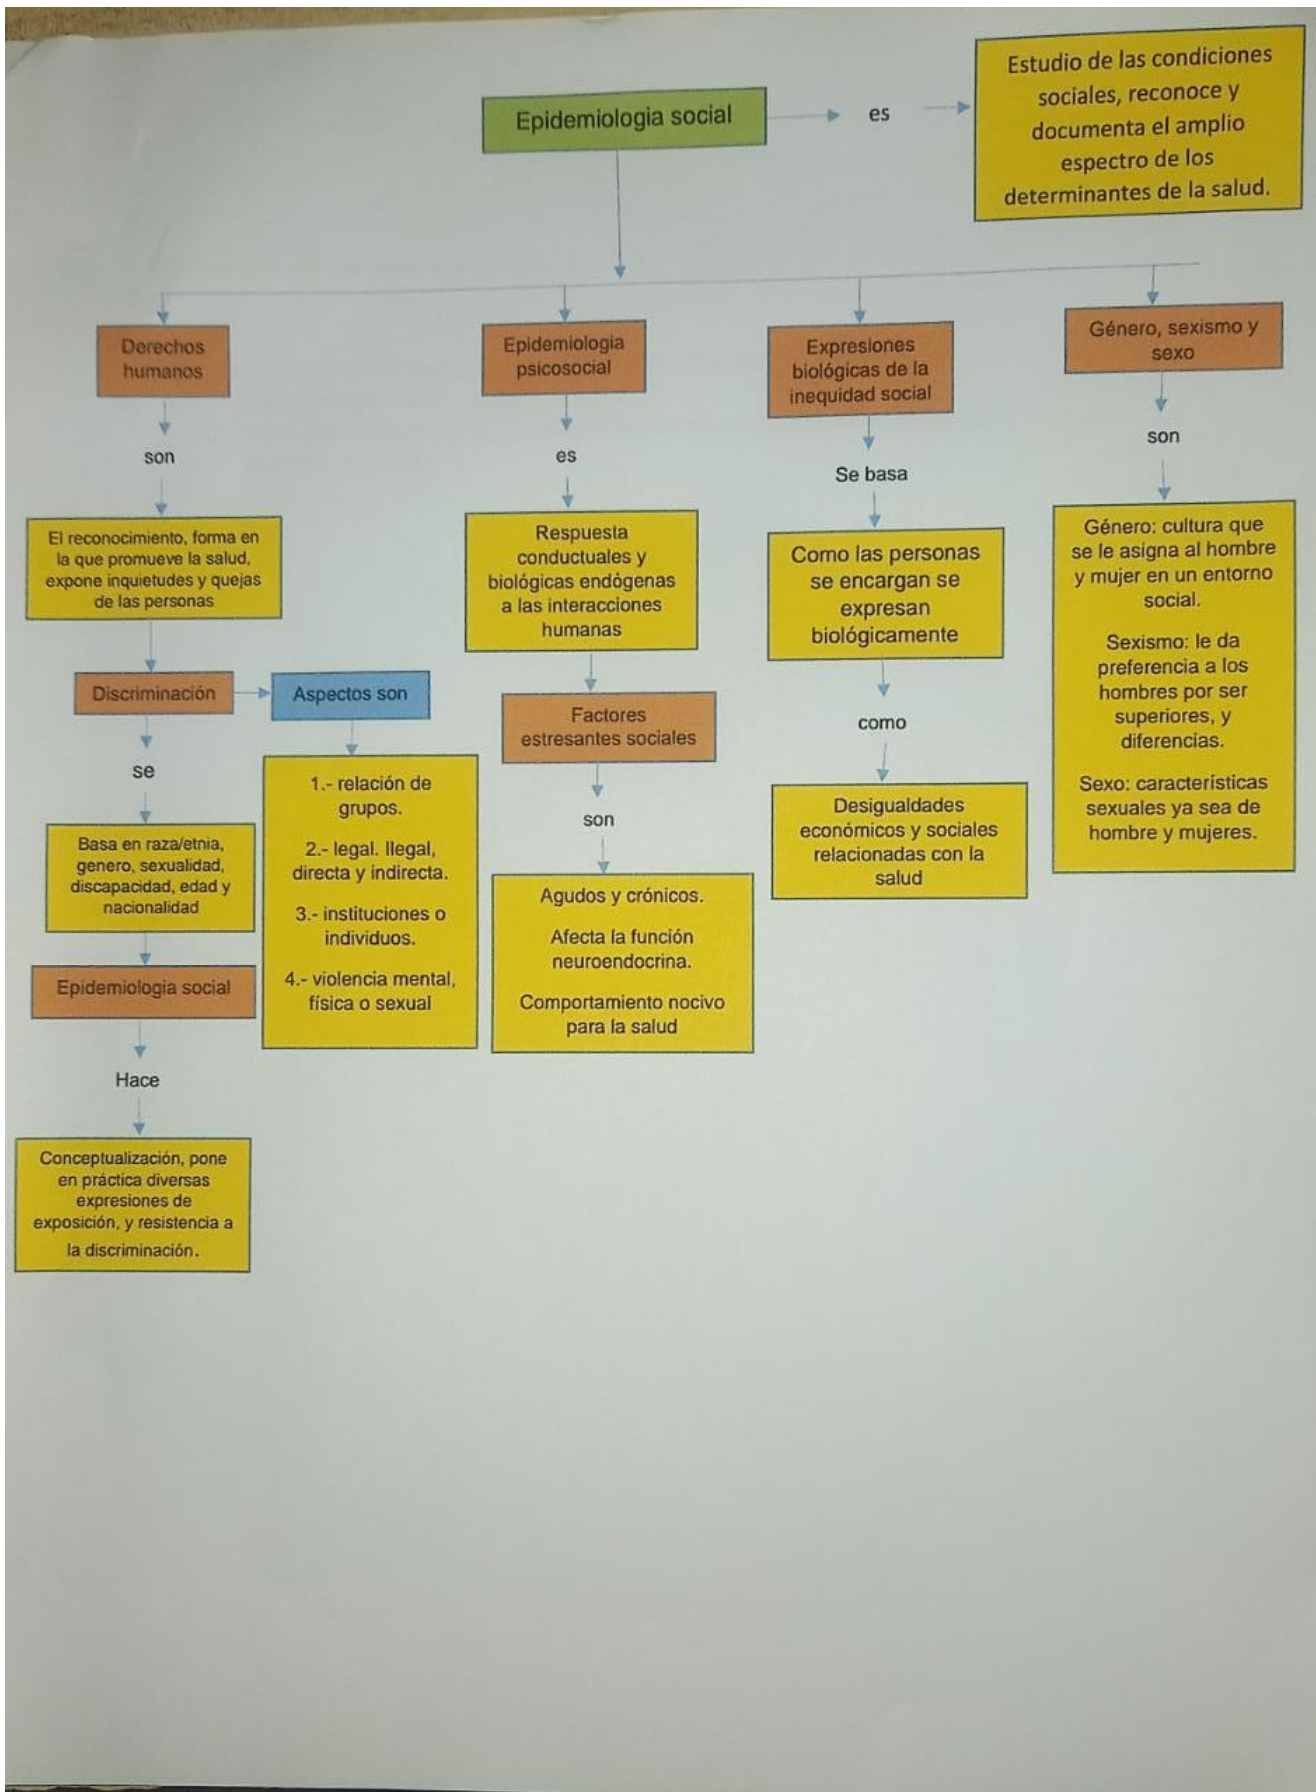 Epidemiologia social
es
Estudio de las condiciones
sociales, reconoce y
documenta el amplio
espectro de los
determinantes de la salud.
Derechos
humanos
son
El reconocimiento, forma en
la que promueve la salud,
expone inquietudes y quejas
de las personas
Discriminación
Aspectos son
se
Basa en raza/etnia,
genero, sexualidad,
discapacidad, edad y
nacionalidad
1.- relación de
grupos.
2.- legal. Ilegal,
directa y indirecta.
3.- instituciones o
individuos.
4.- violencia mental,
física o sexual
Epidemiologia social
Hace
Conceptualización, pone
en práctica diversas
expresiones de
exposición, y resistencia a
la discriminación.
Epidemiologia
psicosocial
es
Respuesta
conductuales y
biológicas endógenas
a las interacciones
humanas
Factores
estresantes sociales
son
Agudos y crónicos.
Afecta la función
neuroendocrina.
Comportamiento nocivo
para la salud
Expresiones
biológicas de la
inequidad social
Se basa
Como las personas
se encargan se
expresan
biológicamente
como
Desigualdades
económicos y sociales
relacionadas con la
salud
Género, sexismo y
sexo
son
Género: cultura que
se le asigna al hombre
y mujer en un entorno
social.
Sexismo: le da
preferencia a los
hombres por ser
superiores, y
diferencias.
Sexo: característicás
sexuales ya sea de
hombre y mujeres.